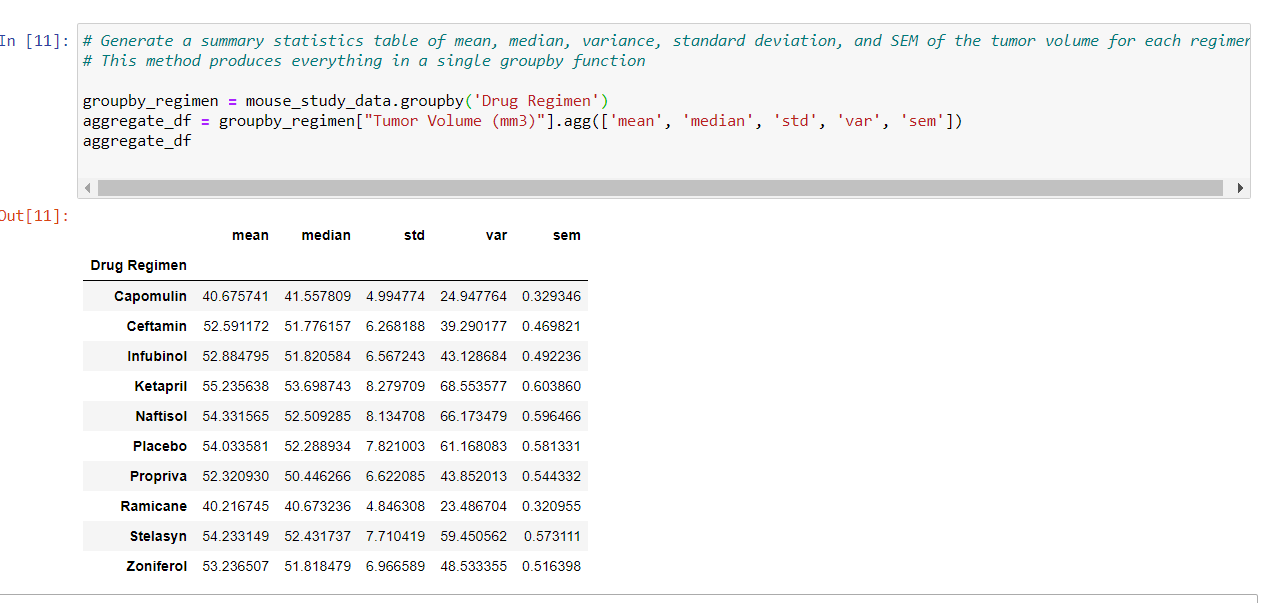 In [11]: # Generate a summary statistics table of mean, median, variance, standard deviation, and SEM of the tumor volume for each
# This method produces everything in a single groupby function
groupby_regimen = mouse_study_data.groupby('Drug Regimen')
aggregate_df = groupby_regimen["Tumor Volume (mm3)"].agg(['mean', 'median', 'std', 'var', 'sem'])
aggregate_df
Out[11]:
mean median std var sem
Drug Regimen
Capomulin 40.675741 41.557809 4.994774 24.947764 0.329346
Ceftamin 52.591172 51.776157 6.268188 39.290177 0.469821
Infubinol 52.884795 51.820584 6.567243 43.128684 0.492236
Ketapril 55.235638 53.698743 8.279709 68.553577 0.603860
Naftisol 54.331565 52.509285 8.134708 66.173479 0.596466
Placebo 54.033581 52.288934 7.821003 61.168083 0.581331
Propriva 52.320930 50.446266 6.622085 43.852013 0.544332
Ramicane 40.216745 40.673236 4.846308 23.486704 0.320955
Stelasyn 54.233149 52.431737 7.710419 59.450562 0.573111
Zoniferol 53.236507 51.818479 6.966589 48.533355 0.516398